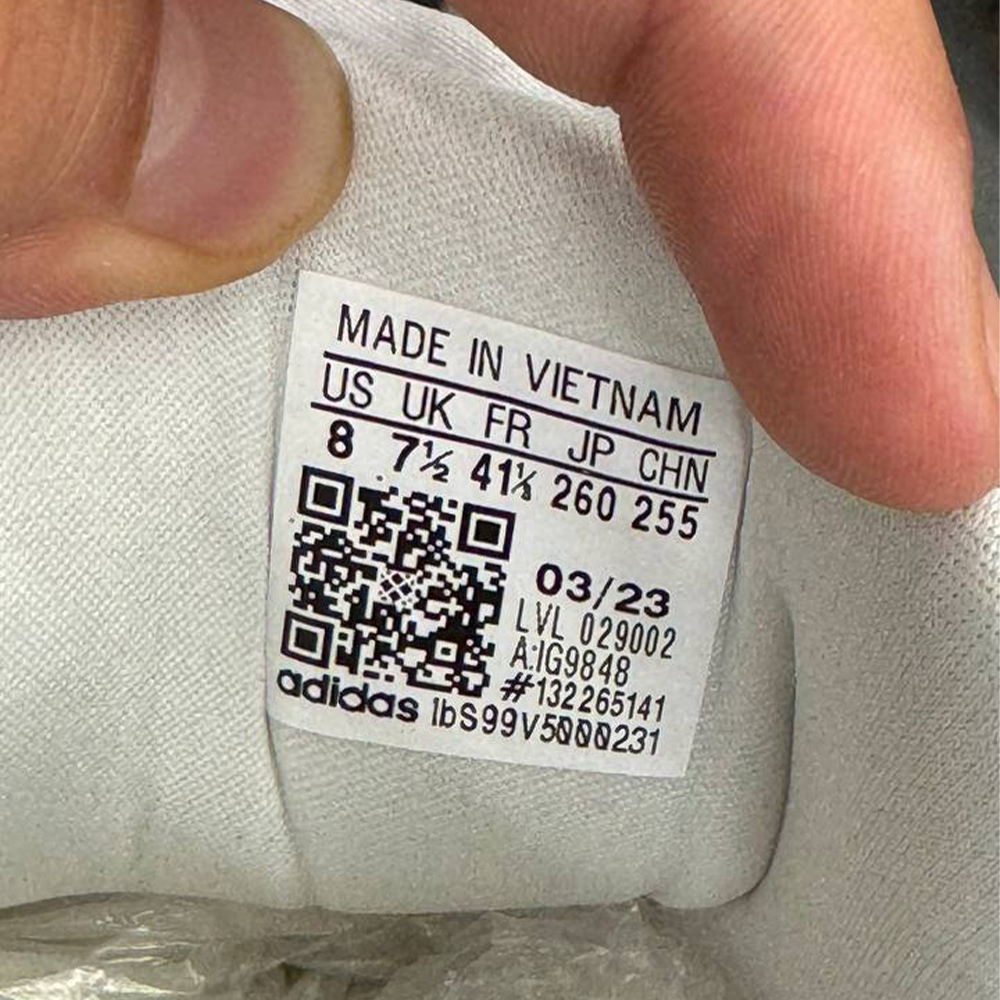 MADE IN VIETNAM
US UK FR JP CHN
8 7½ 41⅓ 260 255
03/23
LVL 029002
A:IG9848
#132265141
adidas lbS99V5000231